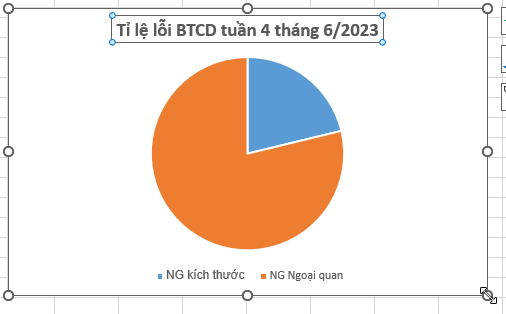 Tỉ lệ lỗi BTCD tuần 4 tháng 6/2023
NG kích thước NG Ngoại quan